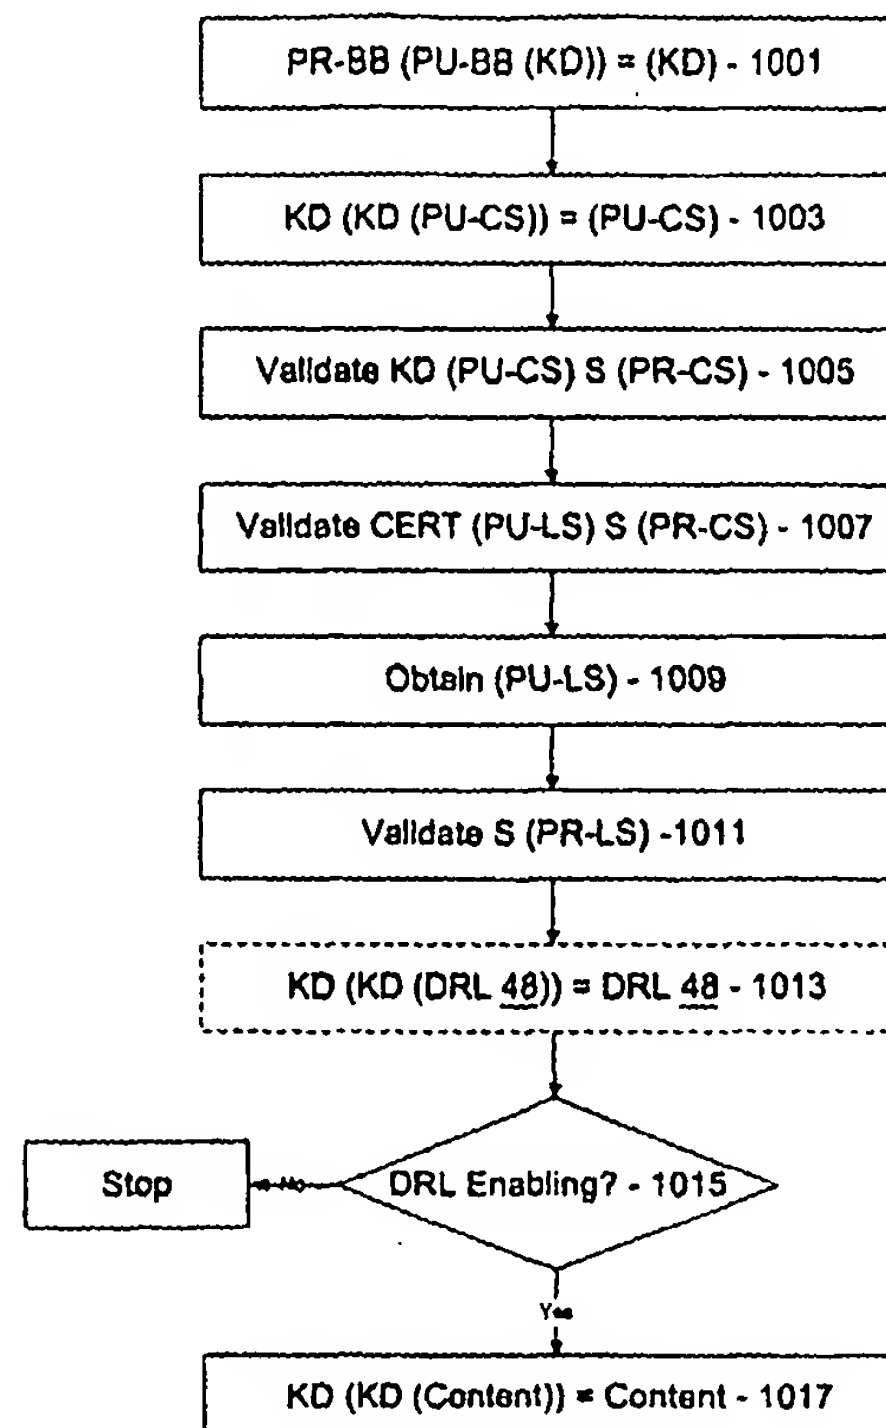 PR-BB (PU-BB (KD)) = (KD) - 1001
KD (KD (PU-CS)) = (PU-CS) - 1003
Validate KD (PU-CS) S (PR-CS) - 1005
Validate CERT (PU-LS) S (PR-CS) - 1007
Obtain (PU-LS) - 1009
Validate S (PR-LS) -1011
KD (KD (DRL 48)) = DRL 48 - 1013
DRL Enabling? - 1015
No
Stop
Yes
KD (KD (Content)) = Content - 1017